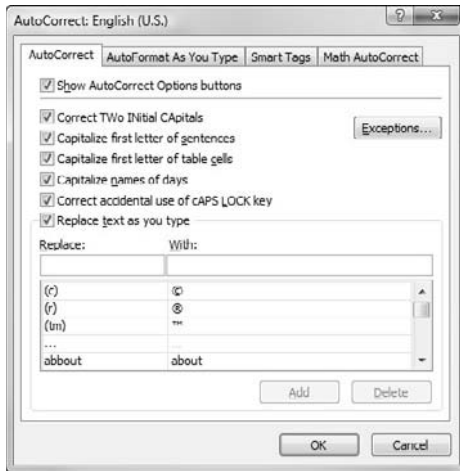 AutoCorrect: English (U.S.)
AutoCorrect AutoFormat As You Type Smart Tags Math AutoCorrect
Show AutoCorrect Options buttons
Correct TWo INitial CApitals
Exceptions...
Capitalize first letter of sentences
Capitalize first letter of table cells
Capitalize names of days
Correct accidental use of cAPS LOCK key
Replace text as you type
Replace: With:
(c) ©
(r) ®
(tm) ™
... ...
abbout about
Add Delete
OK Cancel